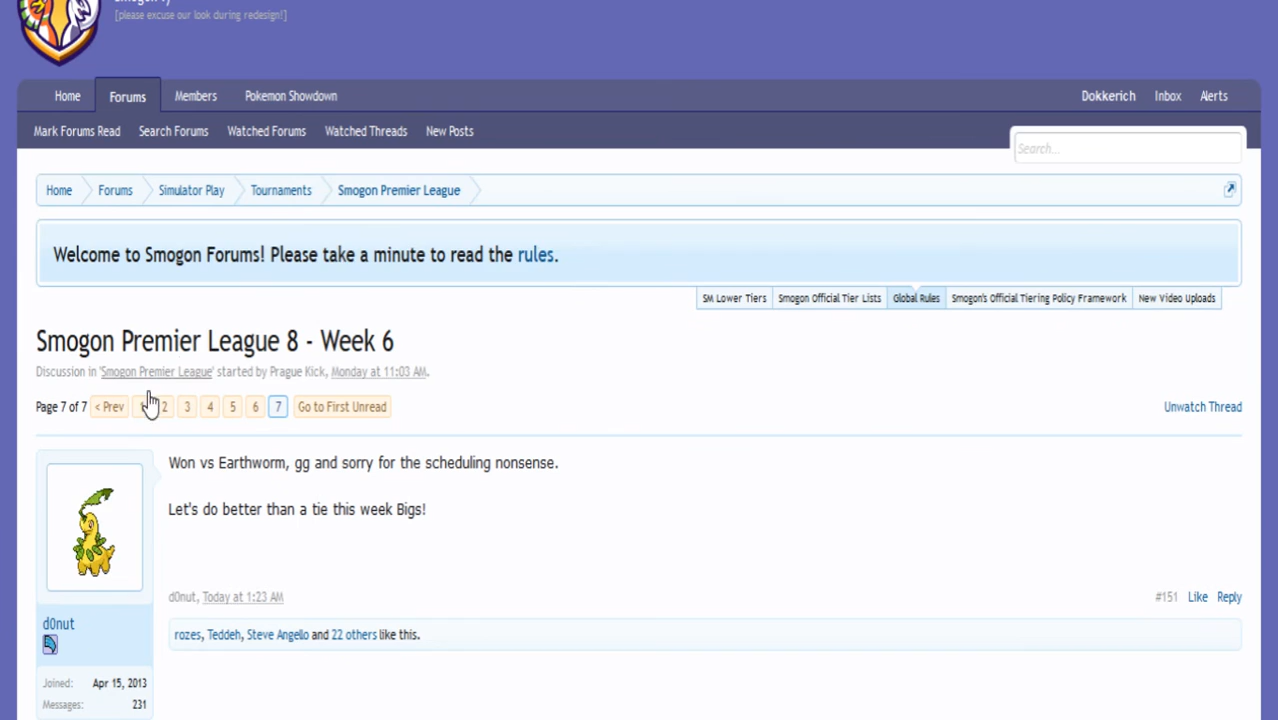 [please excuse our look during redesign!]
Home Forums Members Pokemon Showdown Dokkerich Inbox Alerts
Mark Forums Read Search Forums Watched Forums Watched Threads New Posts
Search...
Home Forums Simulator Play Tournaments Smogon Premier League
Welcome to Smogon Forums! Please take a minute to read the rules.
SM Lower Tiers Smogon Official Tier Lists Global Rules Smogon's Official Tiering Policy Framework New Video Uploads
Smogon Premier League 8 - Week 6
Discussion in 'Smogon Premier League' started by Prague Kick, Monday at 11:03 AM.
Page 7 of 7 < Prev 1 2 3 4 5 6 7 Go to First Unread Unwatch Thread
Won vs Earthworm, gg and sorry for the scheduling nonsense.
Let's do better than a tie this week Bigs!
d0nut, Today at 1:23 AM #151 Like Reply
rozes, Teddeh, Steve Angello and 22 others like this.
d0nut
Joined: Apr 15, 2013
Messages: 231